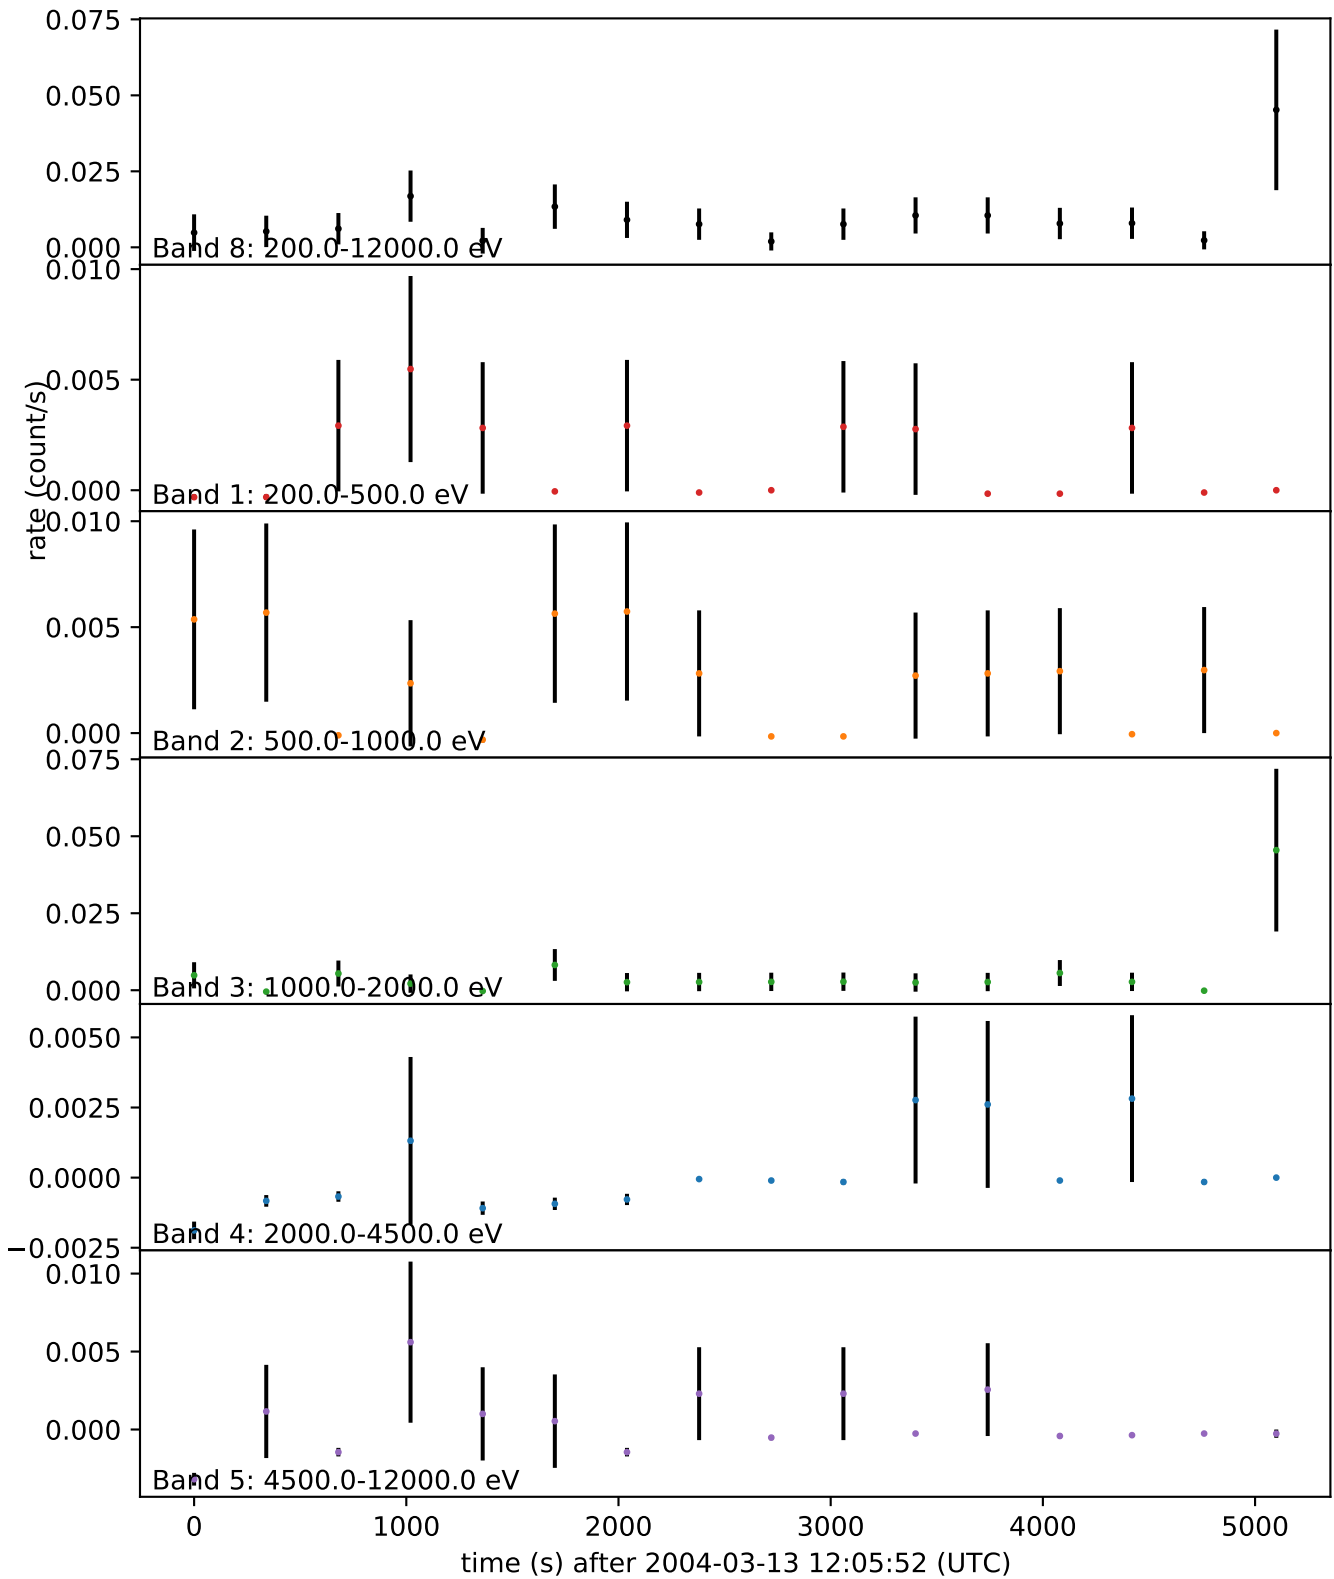 0.075
0.050
0.025
0.000
Band 8: 200.0-12000.0 eV
0.010
0.005
0.000
Band 1: 200.0-500.0 eV
rate (count/s)
0.010
0.005
0.000
Band 2: 500.0-1000.0 eV
0.075
0.050
0.025
0.000
Band 3: 1000.0-2000.0 eV
0.0050
0.0025
0.0000
−0.0025
Band 4: 2000.0-4500.0 eV
0.010
0.005
0.000
Band 5: 4500.0-12000.0 eV
0 1000 2000 3000 4000 5000
time (s) after 2004-03-13 12:05:52 (UTC)